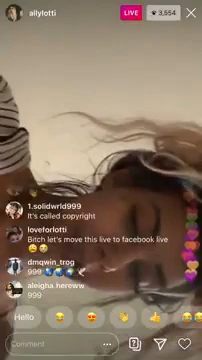 allylotti
LIVE
3,554
1.solidwrld999
It's called copyright
loveforlotti
Bitch let's move this live to facebook live
😄😭
dmqwin_trog
999 🌎🌎🌎🕊
aleigha.hereww
999
Hello
Comment